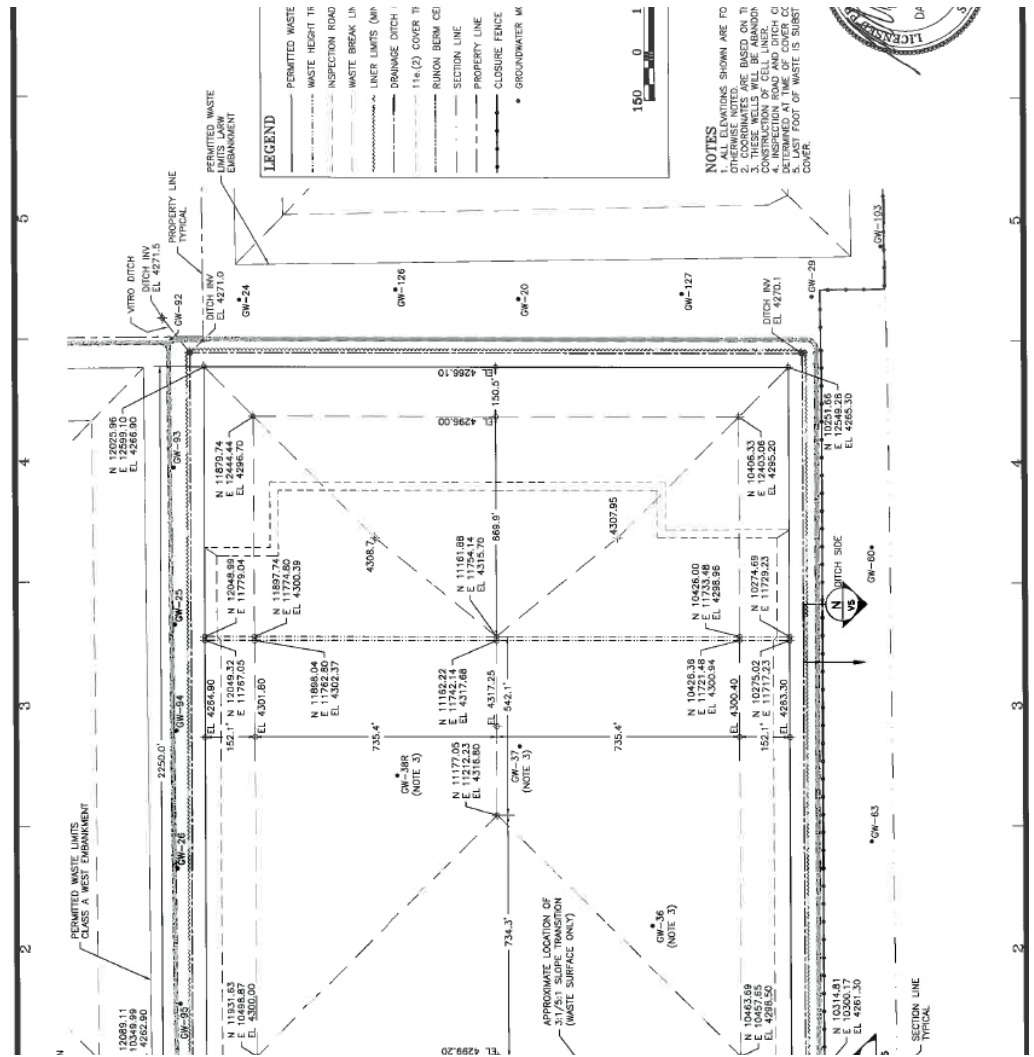 LEGEND
PERMITTED WASTE
WASTE HEIGHT TR
INSPECTION ROAD
WASTE BREAK LIN
LINER LIMITS (MIN
DRAINAGE DITCH
11e.(2) COVER
RUNON BERM CE
SECTION LINE
PROPERTY LINE
CLOSURE FENCE
GROUNDWATER
150 0 1
NOTES
1. ALL ELEVATIONS SHOWN ARE FO
OTHERWISE NOTED.
2. COORDINATES ARE BASED ON
3. THESE WELLS WILL BE ABANDON
CONSTRUCTION OF CELL LINER.
4. INSPECTION ROAD AND DITCH
DETERMINED AT TIME OF COVER
5. LAST FOOT OF WASTE IS SUBST
COVER.
LICENSED
DA
5
5
4
4
3
3
2
2
PERMITTED WASTE
LIMITS LARW
EMBANKMENT
PROPERTY LINE
TYPICAL
VITRO DITCH
DITCH INV
EL 4271.5
GW-92
DITCH INV
EL 4271.0
GW-24
GW-126
GW-20
GW-127
DITCH INV
EL 4270.1
GW-29
GW-103
N 12025.96
E 12599.10
EL 4266.90
EL 4266.10
150.5'
EL 4296.00
N 10251.66
E 12549.28
EL 4265.30
GW-93
N 11879.74
E 12444.44
EL 4296.70
N 10406.33
E 12403.06
EL 4295.20
4308.7
4307.95
869.9'
N 12048.99
E 11779.04
N 11897.74
E 11774.80
EL 4300.39
N 11161.88
E 11754.14
EL 4315.70
N 10426.00
E 11733.48
EL 4298.96
N 10274.69
E 11729.23
DITCH SIDE
N
V5
GW-60
GW-25
GW-94
EL 4264.90
N 12049.32
E 11767.05
152.1'
EL 4301.80
N 11898.04
E 11762.80
EL 4302.37
N 11162.22
E 11742.14
EL 4317.68
EL 4317.25
542.1'
N 10426.36
E 11721.48
EL 4300.94
EL 4300.40
N 10275.02
E 11717.23
152.1'
EL 4263.30
735.4'
735.4'
2250.0'
GW-38R
(NOTE 3)
N 11177.05
E 11212.23
EL 4316.80
GW-37
(NOTE 3)
GW-63
PERMITTED WASTE LIMITS
CLASS A WEST EMBANKMENT
GW-26
734.3'
APPROXIMATE LOCATION OF
3:1/5:1 SLOPE TRANSITION
(WASTE SURFACE ONLY)
GW-36
(NOTE 3)
GW-95
12089.11
10349.99
4262.90
N 11931.63
E 10498.87
EL 4300.00
EL 4299.20
N 10463.69
E 10457.65
EL 4298.50
N 10314.81
E 10300.17
EL 4261.30
SECTION LINE
TYPICAL